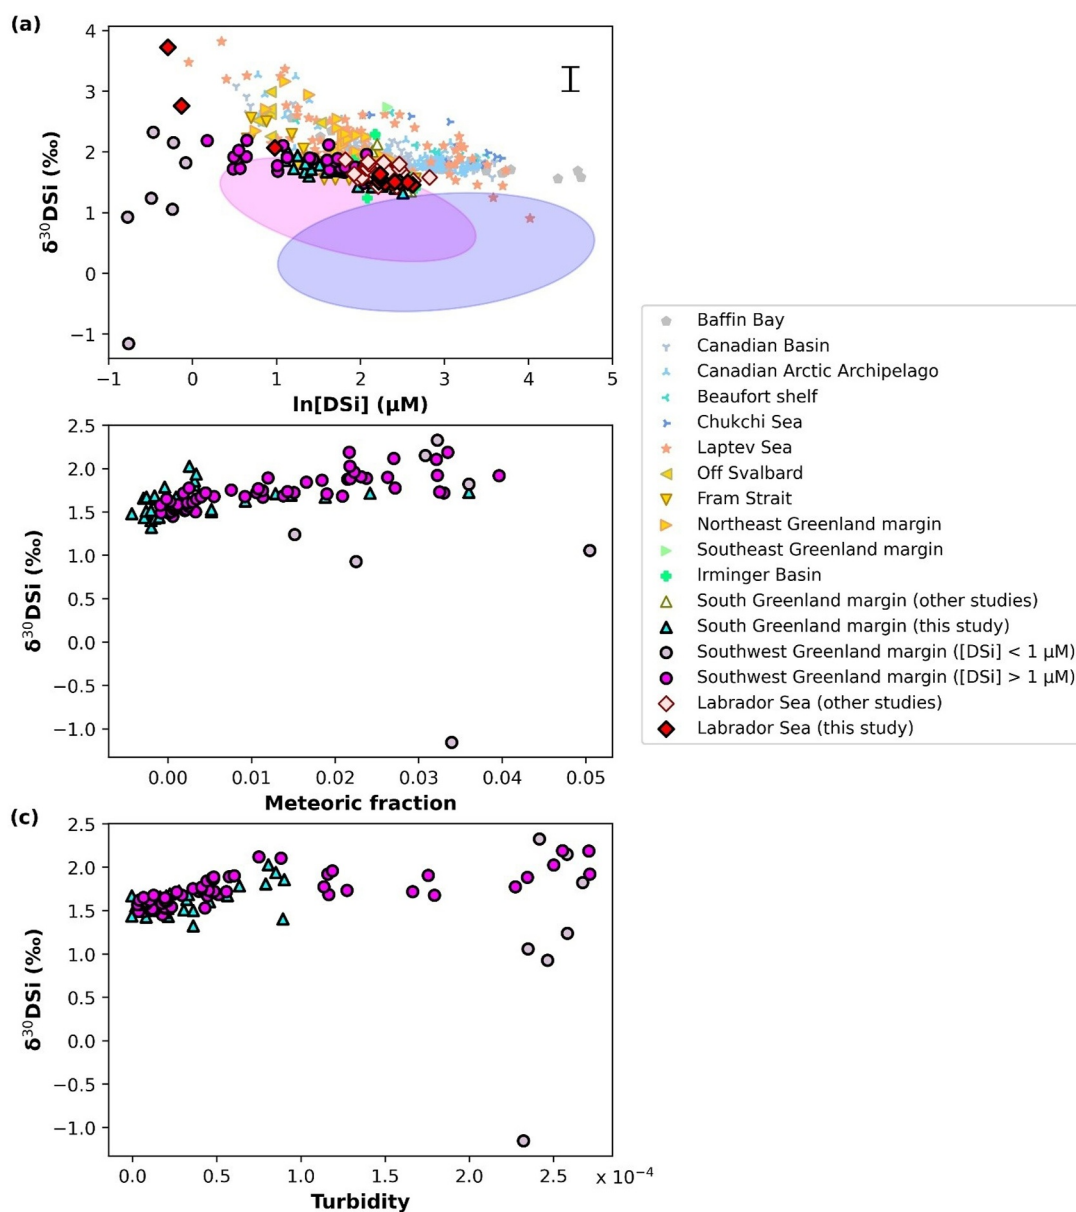 (a)
4
3
2
1
0
−1
δ³⁰DSi (‰)
−1 0 1 2 3 4 5
ln[DSi] (μM)
2.5
2.0
1.5
1.0
0.5
0.0
−0.5
−1.0
δ³⁰DSi (‰)
0.00 0.01 0.02 0.03 0.04 0.05
Meteoric fraction
(c)
2.5
2.0
1.5
1.0
0.5
0.0
−0.5
−1.0
δ³⁰DSi (‰)
0.0 0.5 1.0 1.5 2.0 2.5 x 10⁻⁴
Turbidity
Baffin Bay
Canadian Basin
Canadian Arctic Archipelago
Beaufort shelf
Chukchi Sea
Laptev Sea
Off Svalbard
Fram Strait
Northeast Greenland margin
Southeast Greenland margin
Irminger Basin
South Greenland margin (other studies)
South Greenland margin (this study)
Southwest Greenland margin ([DSi] < 1 μM)
Southwest Greenland margin ([DSi] > 1 μM)
Labrador Sea (other studies)
Labrador Sea (this study)